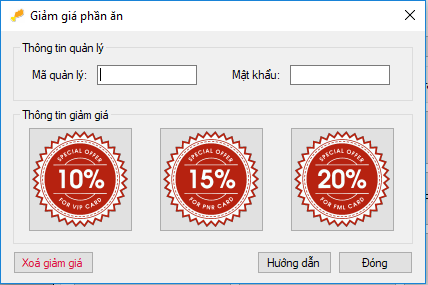 Giảm giá phần ăn
Thông tin quản lý
Mã quản lý:
Mật khẩu:
Thông tin giảm giá
SPECIAL OFFER
10%
FOR VIP CARD
SPECIAL OFFER
15%
FOR PNR CARD
SPECIAL OFFER
20%
FOR FML CARD
Xoá giảm giá
Hướng dẫn
Đóng